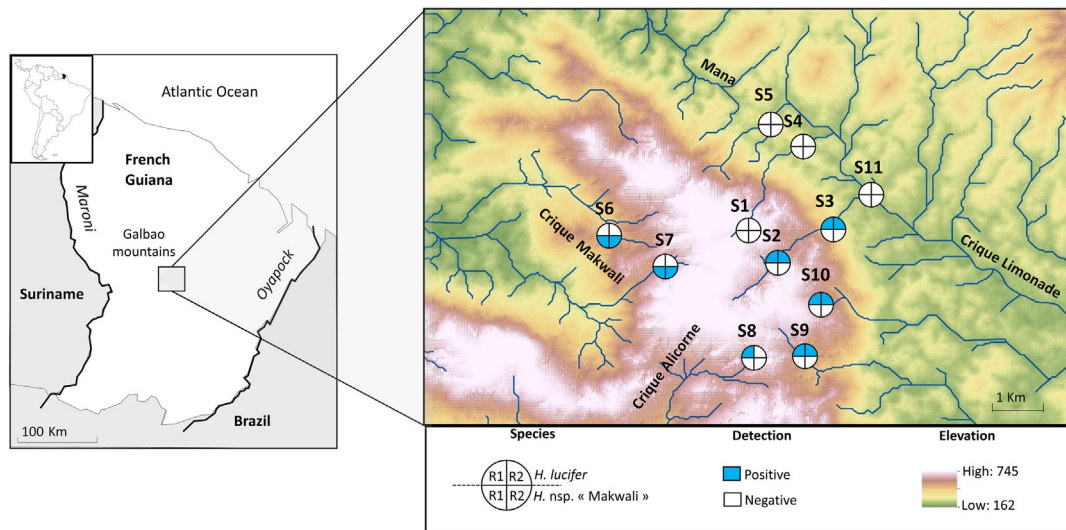 Atlantic Ocean
French
Guiana
Maroni
Galbao
mountains
Oyapock
Suriname
Brazil
100 Km
Mana
S5
S4
S11
S1
S3
S6
Crique Makwali
S7
S2
S10
Crique Limonade
S8
S9
Crique Alicorne
1 Km
Species
Detection
Elevation
R1 R2 H. lucifer
R1 R2 H. nsp. « Makwali »
Positive
Negative
High: 745
Low: 162